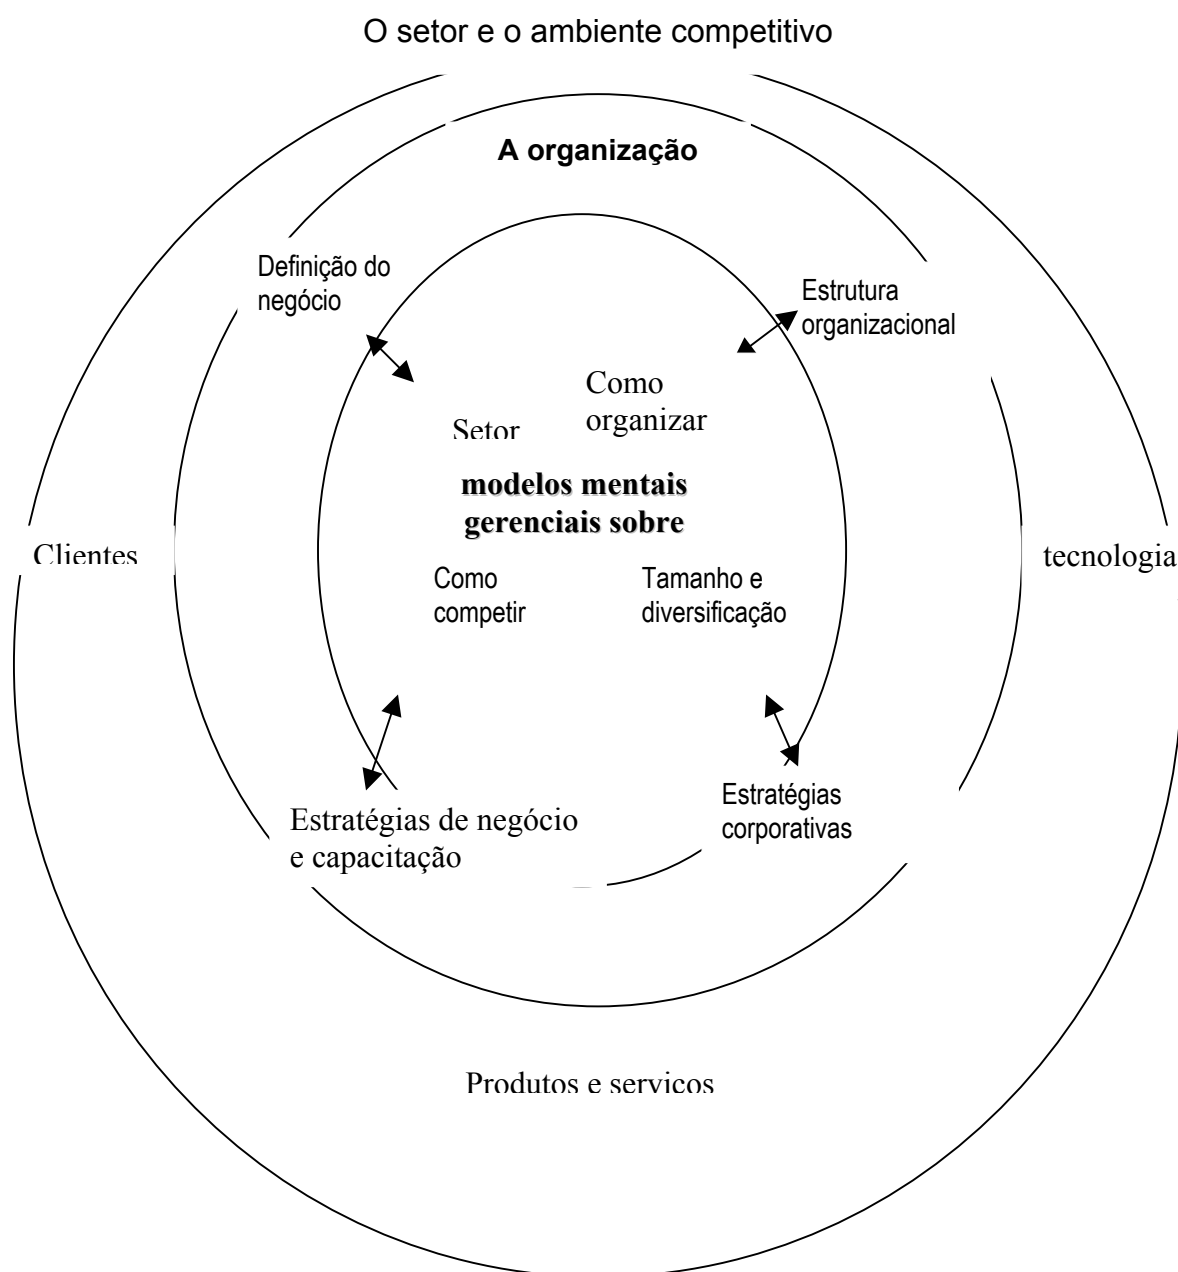 O setor e o ambiente competitivo
A organização
Definição do
negócio
Estrutura
organizacional
Como
organizar
Setor
modelos mentais
gerenciais sobre
Clientes
tecnologia
Como
competir
Tamanho e
diversificação
Estratégias de negócio
e capacitação
Estratégias
corporativas
Produtos e serviços